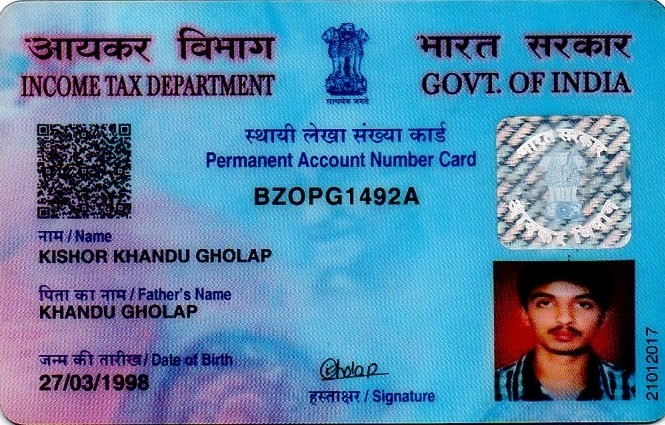 आयकर विभाग
INCOME TAX DEPARTMENT
सत्यमेव जयते
भारत सरकार
GOVT. OF INDIA
स्थायी लेखा संख्या कार्ड
Permanent Account Number Card
BZOPG1492A
भारत सरकार
आयकर विभाग
नाम / Name
KISHOR KHANDU GHOLAP
पिता का नाम / Father's Name
KHANDU GHOLAP
जन्म की तारीख / Date of Birth
27/03/1998
Gholap
हस्ताक्षर / Signature
21012017